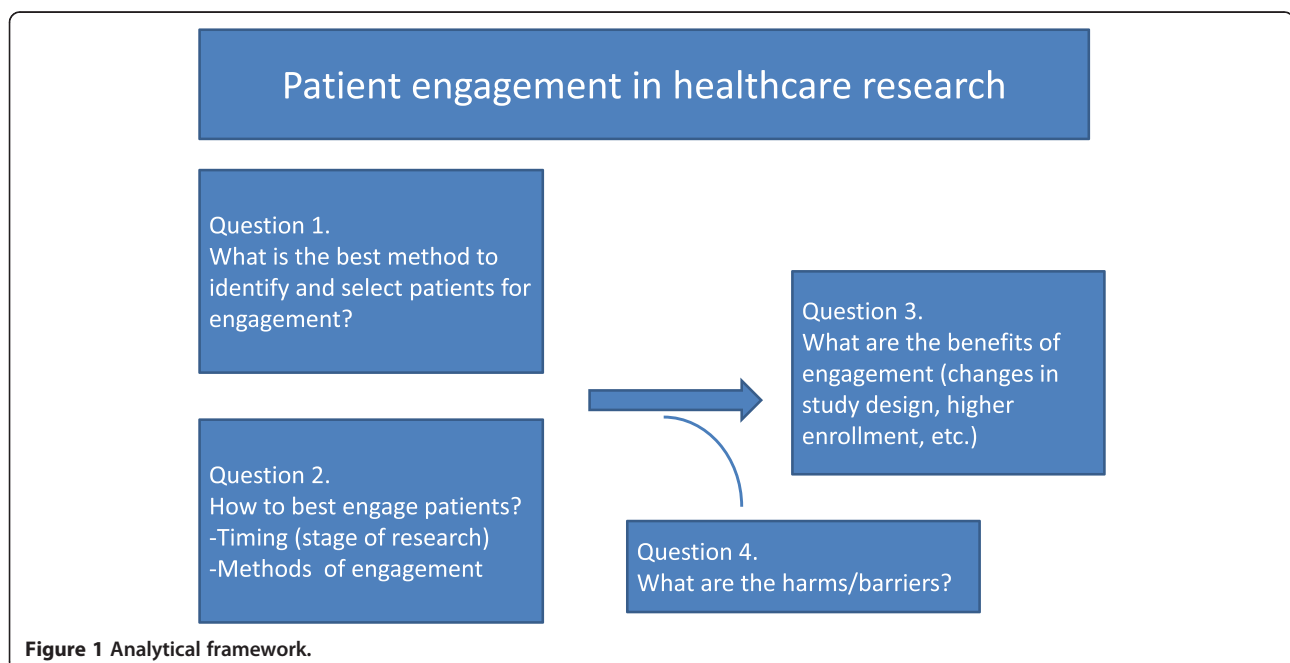 Patient engagement in healthcare research
Question 1.
What is the best method to
identify and select patients for
engagement?
Question 2.
How to best engage patients?
-Timing (stage of research)
-Methods of engagement
Question 3.
What are the benefits of
engagement (changes in
study design, higher
enrollment, etc.)
Question 4.
What are the harms/barriers?
Figure 1 Analytical framework.